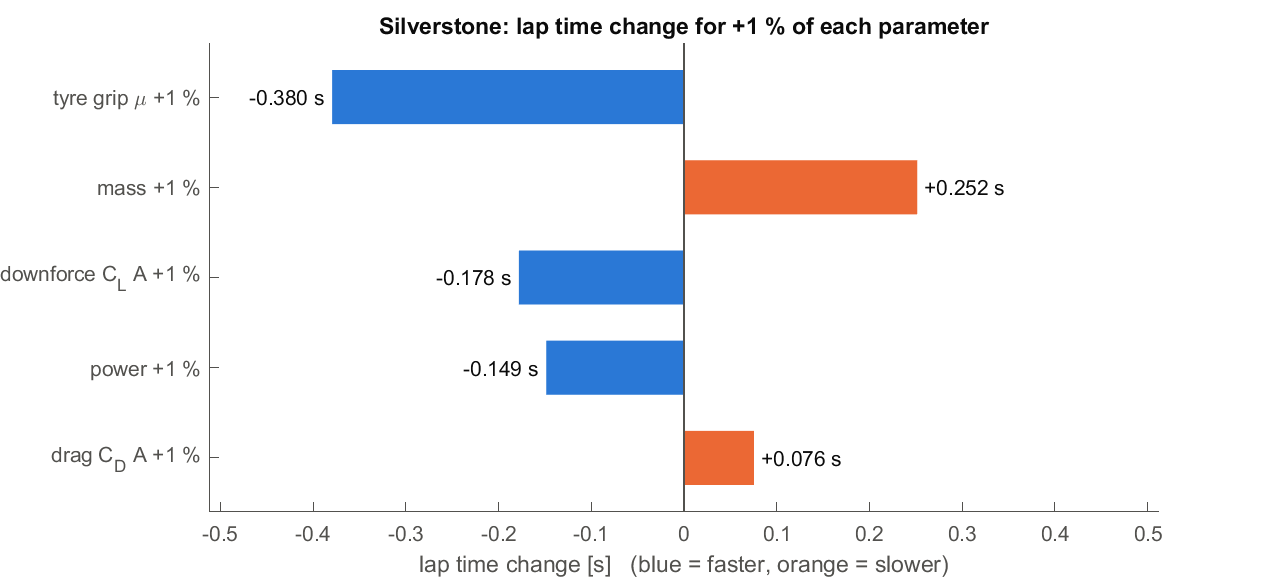 Silverstone: lap time change for +1 % of each parameter
tyre grip μ +1 %
-0.380 s
mass +1 %
+0.252 s
downforce C_L A +1 %
-0.178 s
power +1 %
-0.149 s
drag C_D A +1 %
+0.076 s
-0.5 -0.4 -0.3 -0.2 -0.1 0 0.1 0.2 0.3 0.4 0.5
lap time change [s] (blue = faster, orange = slower)